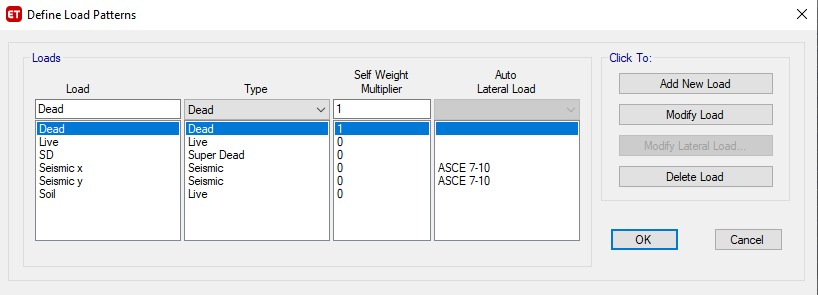 ET Define Load Patterns
Loads
Load Type Self Weight Multiplier Auto Lateral Load
Dead Dead 1
Dead Dead 1
Live Live 0
SD Super Dead 0
Seismic x Seismic 0 ASCE 7-10
Seismic y Seismic 0 ASCE 7-10
Soil Live 0
Click To:
Add New Load
Modify Load
Modify Lateral Load...
Delete Load
OK
Cancel